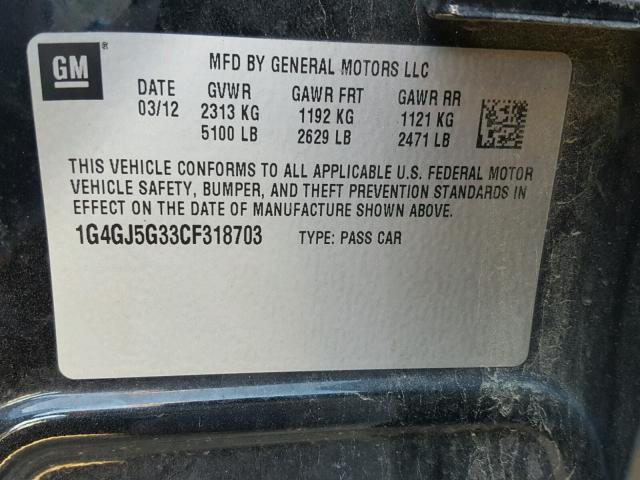 GM ®
MFD BY GENERAL MOTORS LLC
DATE GVWR GAWR FRT GAWR RR
03/12 2313 KG 1192 KG 1121 KG
5100 LB 2629 LB 2471 LB
THIS VEHICLE CONFORMS TO ALL APPLICABLE U.S. FEDERAL MOTOR
VEHICLE SAFETY, BUMPER, AND THEFT PREVENTION STANDARDS IN
EFFECT ON THE DATE OF MANUFACTURE SHOWN ABOVE.
1G4GJ5G33CF318703 TYPE: PASS CAR